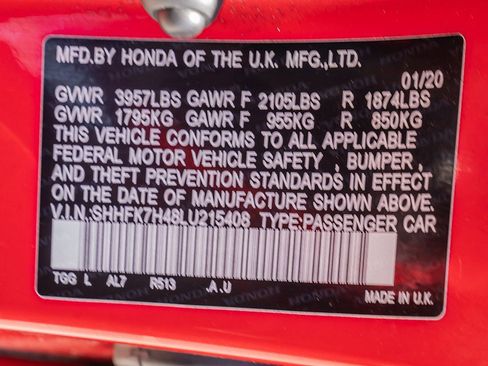 MFD.BY HONDA OF THE U.K. MFG.,LTD.
01/20
GVWR 3957LBS GAWR F 2105LBS R 1874LBS
GVWR 1795KG GAWR F 955KG R 850KG
THIS VEHICLE CONFORMS TO ALL APPLICABLE
FEDERAL MOTOR VEHICLE SAFETY , BUMPER ,
AND THEFT PREVENTION STANDARDS IN EFFECT
ON THE DATE OF MANUFACTURE SHOWN ABOVE.
V.I.N.:SHHFK7H48LU215408 TYPE:PASSENGER CAR
TGG L AL7 R513 .A.U
MADE IN U.K.